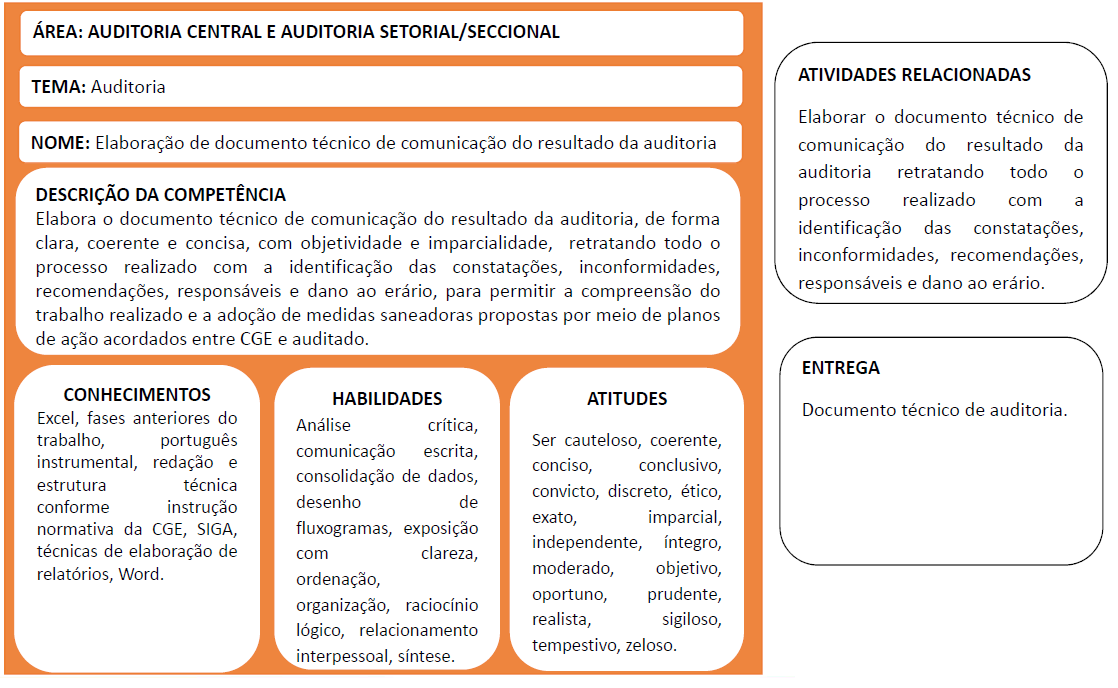 ÁREA: AUDITORIA CENTRAL E AUDITORIA SETORIAL/SECCIONAL
TEMA: Auditoria
NOME: Elaboração de documento técnico de comunicação do resultado da auditoria
DESCRIÇÃO DA COMPETÊNCIA
Elabora o documento técnico de comunicação do resultado da auditoria, de forma
clara, coerente e concisa, com objetividade e imparcialidade, retratando todo o
processo realizado com a identificação das constatações, inconformidades,
recomendações, responsáveis e dano ao erário, para permitir a compreensão do
trabalho realizado e a adoção de medidas saneadoras propostas por meio de planos
de ação acordados entre CGE e auditado.
CONHECIMENTOS
Excel, fases anteriores do
trabalho, português
instrumental, redação e
estrutura técnica
conforme instrução
normativa da CGE, SIGA,
técnicas de elaboração de
relatórios, Word.
HABILIDADES
Análise crítica,
comunicação escrita,
consolidação de dados,
desenho de
fluxogramas, exposição
com clareza,
ordenação,
organização, raciocínio
lógico, relacionamento
interpessoal, síntese.
ATITUDES
Ser cauteloso, coerente,
conciso, conclusivo,
convicto, discreto, ético,
exato, imparcial,
independente, íntegro,
moderado, objetivo,
oportuno, prudente,
realista, sigiloso,
tempestivo, zeloso.
ATIVIDADES RELACIONADAS
Elaborar o documento técnico de
comunicação do resultado da
auditoria retratando todo o
processo realizado com a
identificação das constatações,
inconformidades, recomendações,
responsáveis e dano ao erário.
ENTREGA
Documento técnico de auditoria.